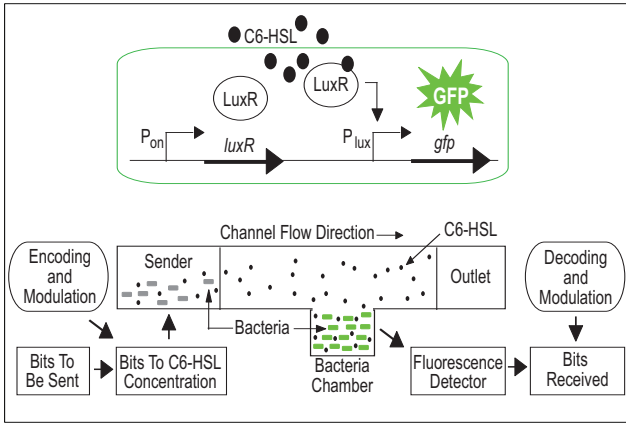 C6-HSL
LuxR
LuxR
GFP
Pon
luxR
Plux
gfp
Channel Flow Direction
C6-HSL
Encoding
and
Modulation
Sender
Outlet
Decoding
and
Modulation
Bacteria
Bits To
Be Sent
Bits To C6-HSL
Concentration
Bacteria
Chamber
Fluorescence
Detector
Bits
Received